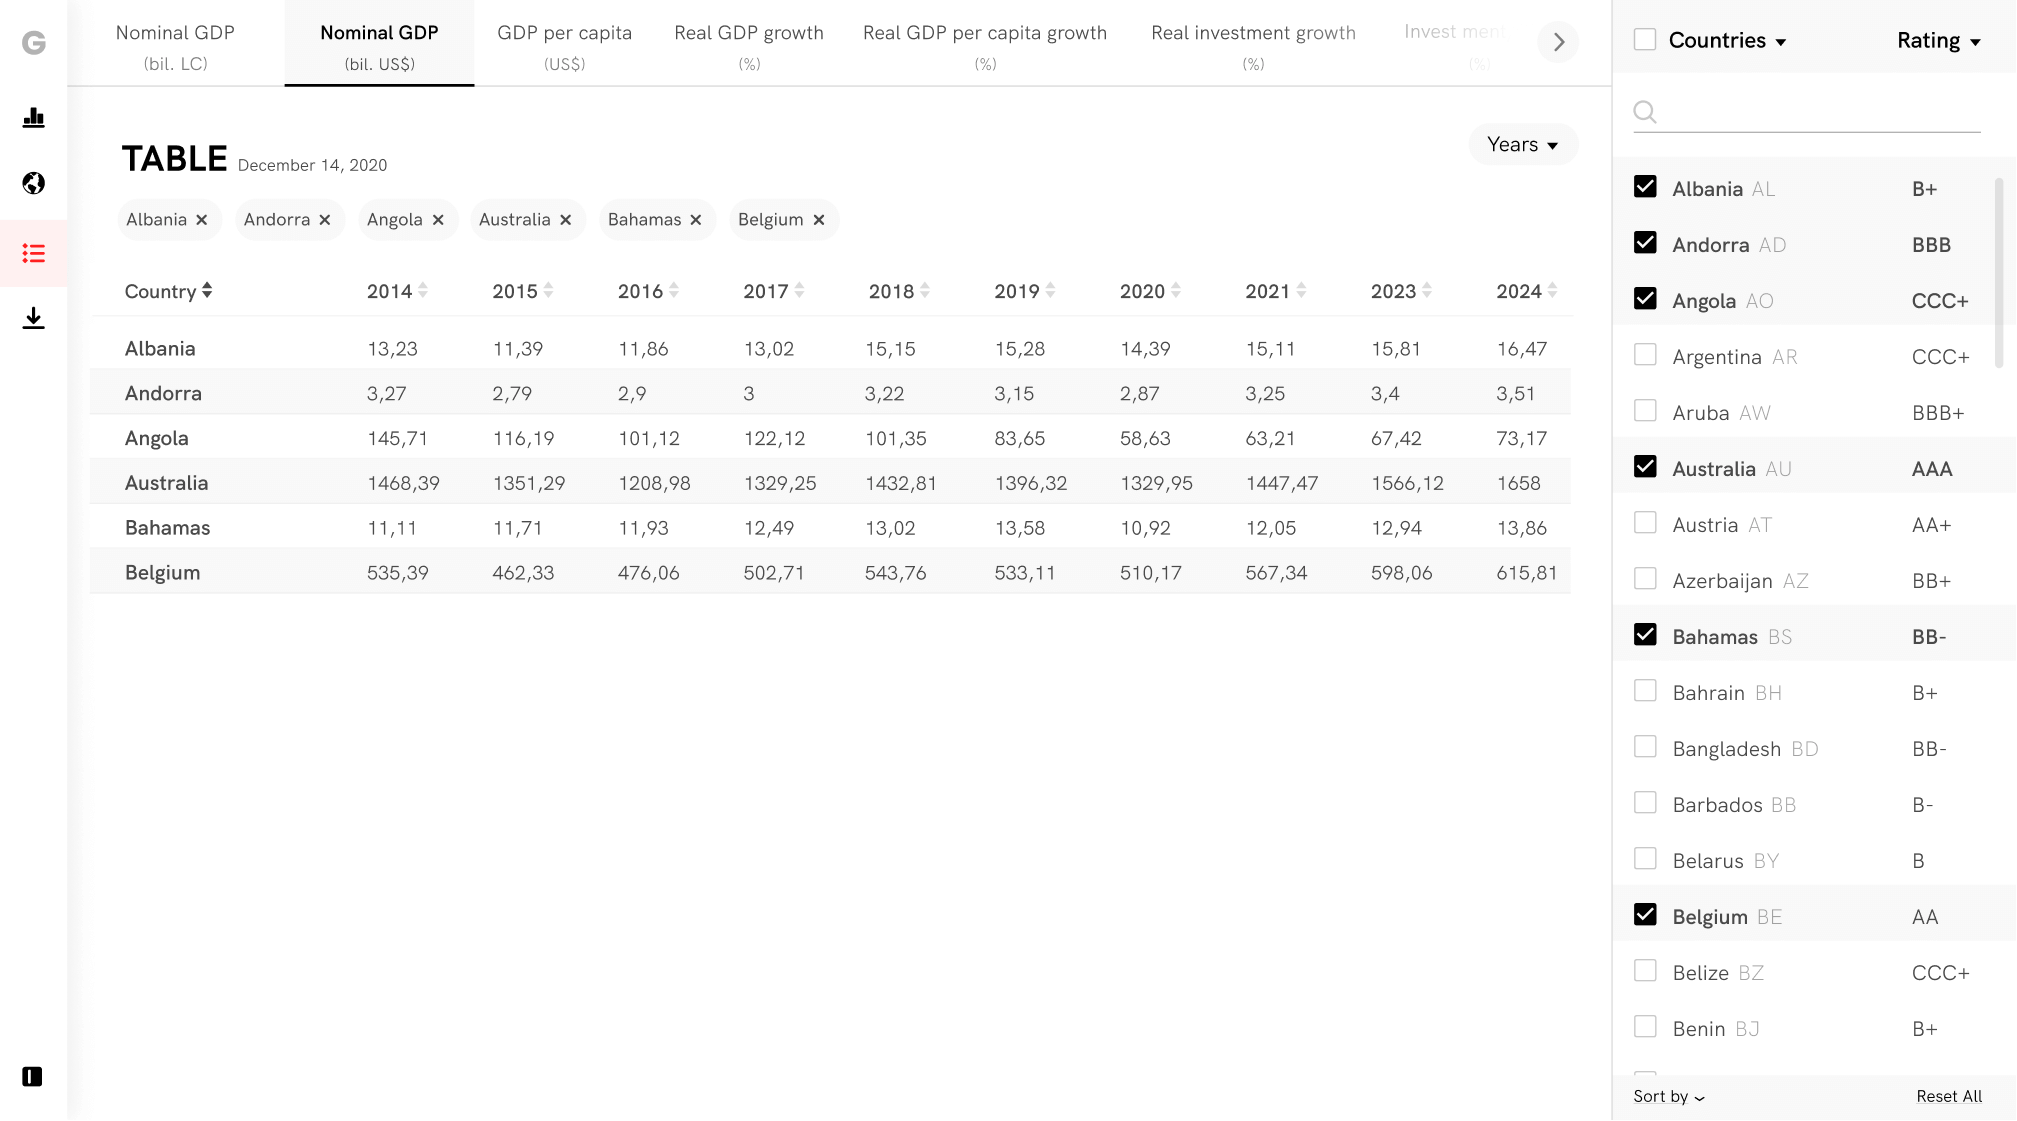 G
Nominal GDP
(bil. LC)
Nominal GDP
(bil. US$)
GDP per capita
(US$)
Real GDP growth
(%)
Real GDP per capita growth
(%)
Real investment growth
(%)
Invest ment
(%)
TABLE December 14, 2020
Years
Albania Andorra Angola Australia Bahamas Belgium
Country 2014 2015 2016 2017 2018 2019 2020 2021 2023 2024
Albania 13,23 11,39 11,86 13,02 15,15 15,28 14,39 15,11 15,81 16,47
Andorra 3,27 2,79 2,9 3 3,22 3,15 2,87 3,25 3,4 3,51
Angola 145,71 116,19 101,12 122,12 101,35 83,65 58,63 63,21 67,42 73,17
Australia 1468,39 1351,29 1208,98 1329,25 1432,81 1396,32 1329,95 1447,47 1566,12 1658
Bahamas 11,11 11,71 11,93 12,49 13,02 13,58 10,92 12,05 12,94 13,86
Belgium 535,39 462,33 476,06 502,71 543,76 533,11 510,17 567,34 598,06 615,81
Countries Rating
Albania AL B+
Andorra AD BBB
Angola AO CCC+
Argentina AR CCC+
Aruba AW BBB+
Australia AU AAA
Austria AT AA+
Azerbaijan AZ BB+
Bahamas BS BB-
Bahrain BH B+
Bangladesh BD BB-
Barbados BB B-
Belarus BY B
Belgium BE AA
Belize BZ CCC+
Benin BJ B+
Sort by Reset All